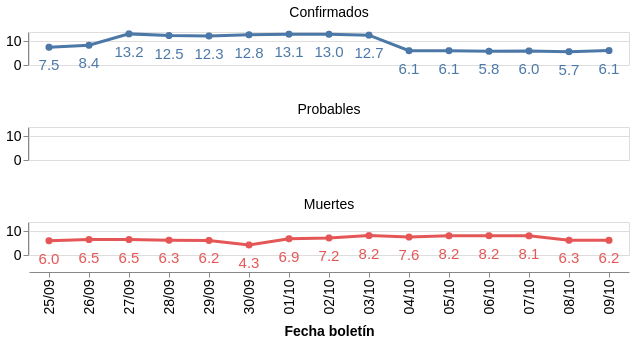 Confirmados
10
0
7.5 8.4 13.2 12.5 12.3 12.8 13.1 13.0 12.7 6.1 6.1 5.8 6.0 5.7 6.1
Probables
10
0
Muertes
10
0
6.0 6.5 6.5 6.3 6.2 4.3 6.9 7.2 8.2 7.6 8.2 8.2 8.1 6.3 6.2
25/09 26/09 27/09 28/09 29/09 30/09 01/10 02/10 03/10 04/10 05/10 06/10 07/10 08/10 09/10
Fecha boletín